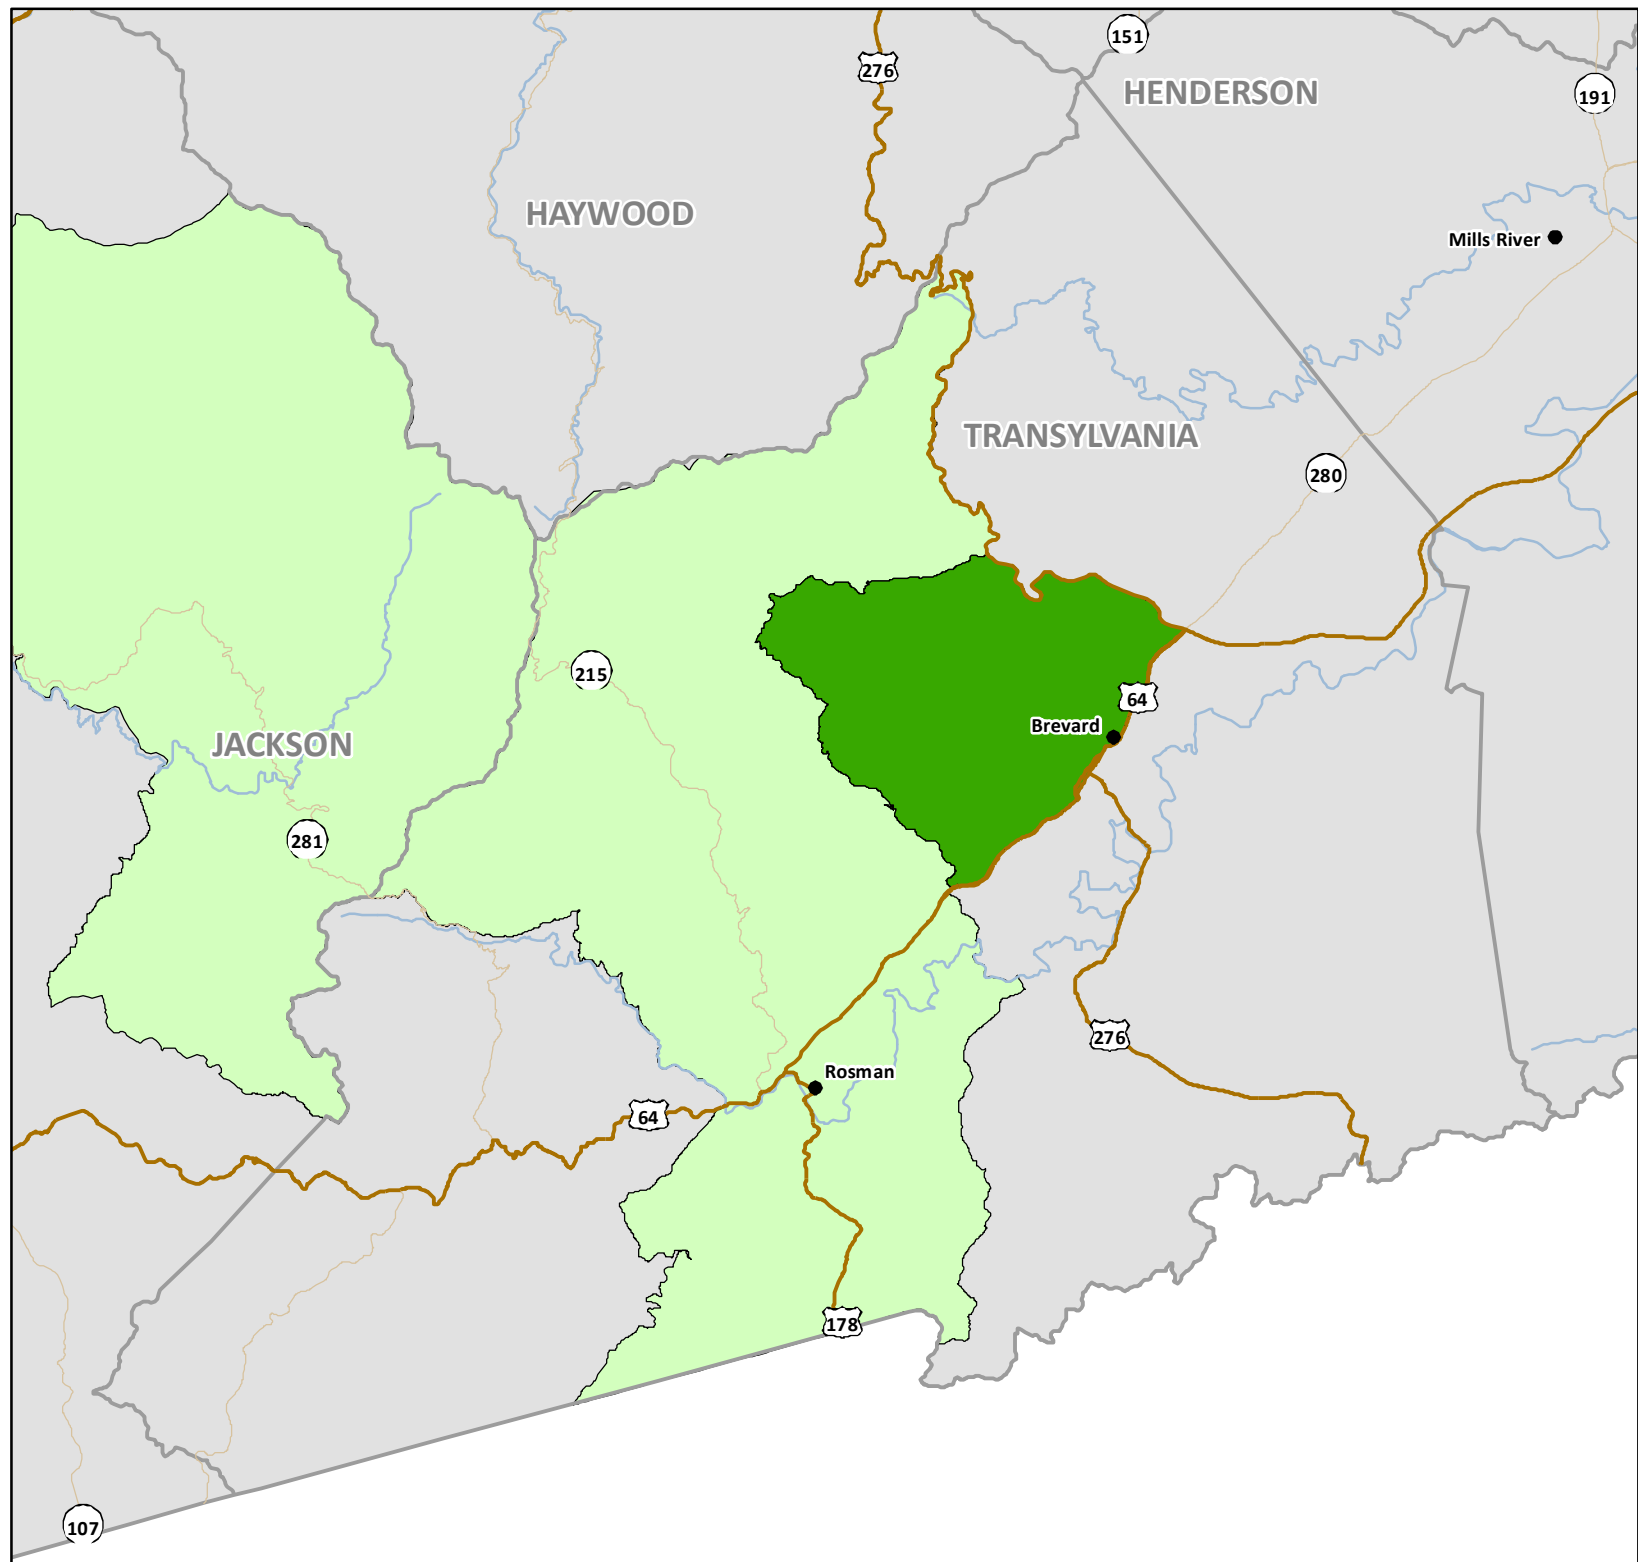 151
276
HENDERSON
191
HAYWOOD
Mills River
TRANSYLVANIA
280
215
64
Brevard
JACKSON
281
276
Rosman
64
178
107